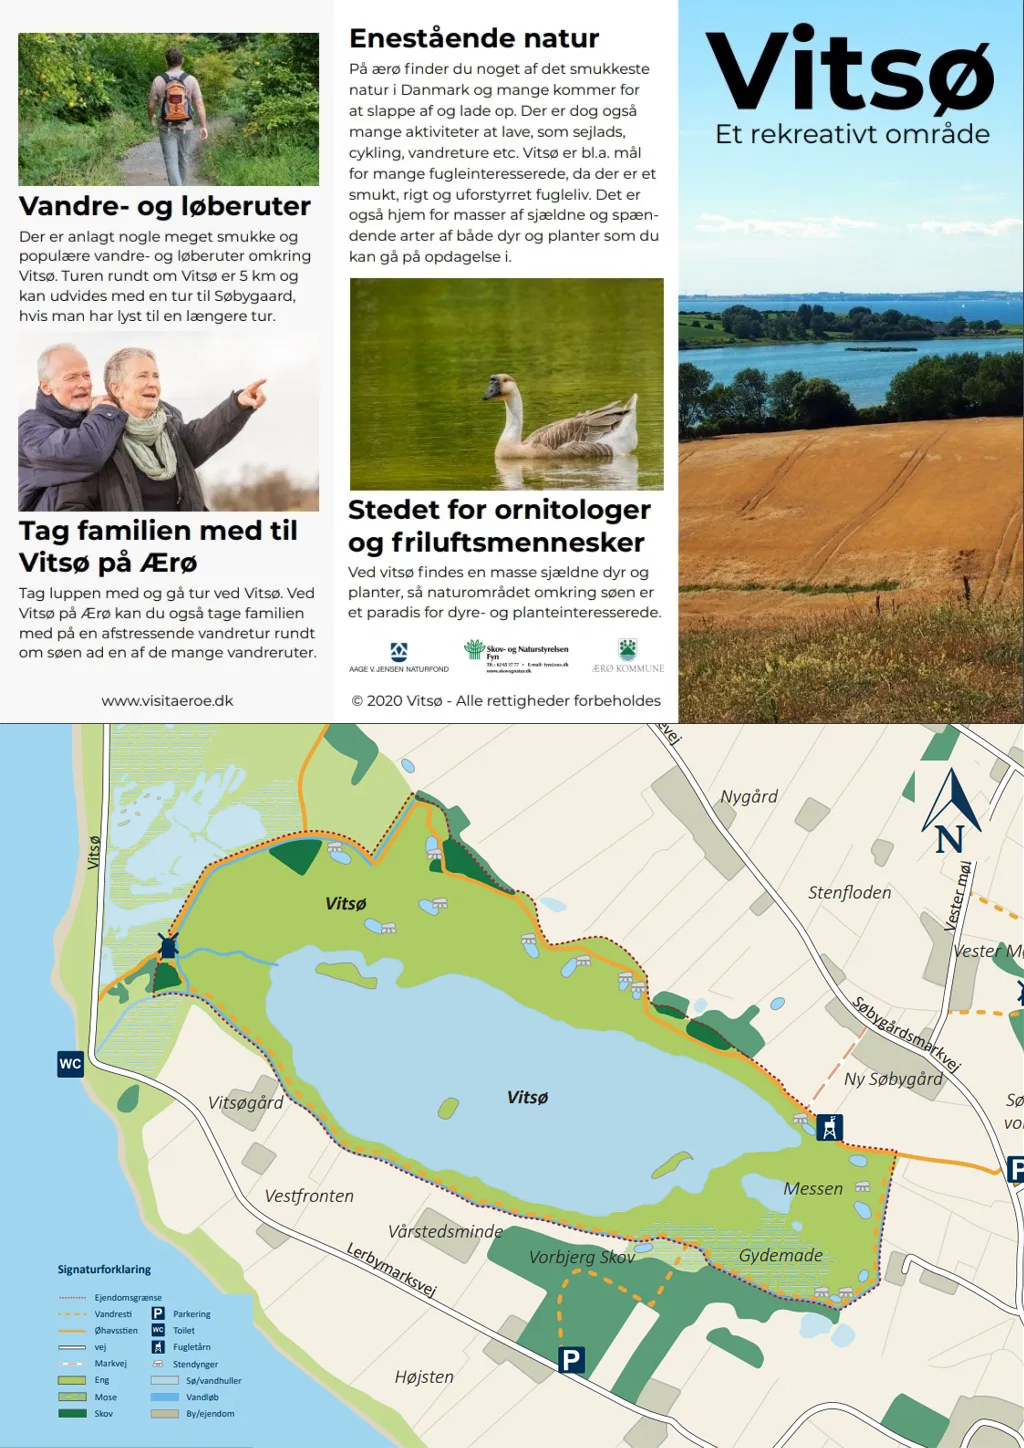 Vandre- og løberuter
Der er anlagt nogle meget smukke og
populære vandre- og løberuter omkring
Vitsø. Turen rundt om Vitsø er 5 km og
kan udvides med en tur til Søbygaard,
hvis man har lyst til en længere tur.
Tag familien med til
Vitsø på Ærø
Tag luppen med og gå tur ved Vitsø. Ved
Vitsø på Ærø kan du også tage familien
med på en afstressende vandretur rundt
om søen ad en af de mange vandreruter.
www.visitaeroe.dk
Enestående natur
På ærø finder du noget af det smukkeste
natur i Danmark og mange kommer for
at slappe af og lade op. Der er dog også
mange aktiviteter at lave, som sejlads,
cykling, vandreture etc. Vitsø er bl.a. mål
for mange fugleinteresserede, da der er et
smukt, rigt og uforstyrret fugleliv. Det er
også hjem for masser af sjældne og spæn-
dende arter af både dyr og planter som du
kan gå på opdagelse i.
Stedet for ornitologer
og friluftsmennesker
Ved vitsø findes en masse sjældne dyr og
planter, så naturområdet omkring søen er
et paradis for dyre- og planteinteresserede.
AAGE V. JENSEN NATURFOND
Skov- og Naturstyrelsen
Fyn
www.skovognatur.dk
ÆRØ KOMMUNE
© 2020 Vitsø - Alle rettigheder forbeholdes
Vitsø
Et rekreativt område
evej
Nygård
N
Vitsø
Stenfloden
Vester møl
Vitsø
Vester Mø
Søbygårdsmarkvej
WC
Ny Søbygård
Vitsøgård
Vitsø
Sø
vol
P
Messen
Vestfronten
Vårstedsminde
Vorbjerg Skov
Gydemade
Lerbymarksvej
P
Højsten
Signaturforklaring
Ejendomsgrænse
Vandresti
Øhavsstien
vej
Markvej
Eng
Mose
Skov
P Parkering
WC Toilet
Fugletårn
Stendynger
Sø/vandhuller
Vandløb
By/ejendom